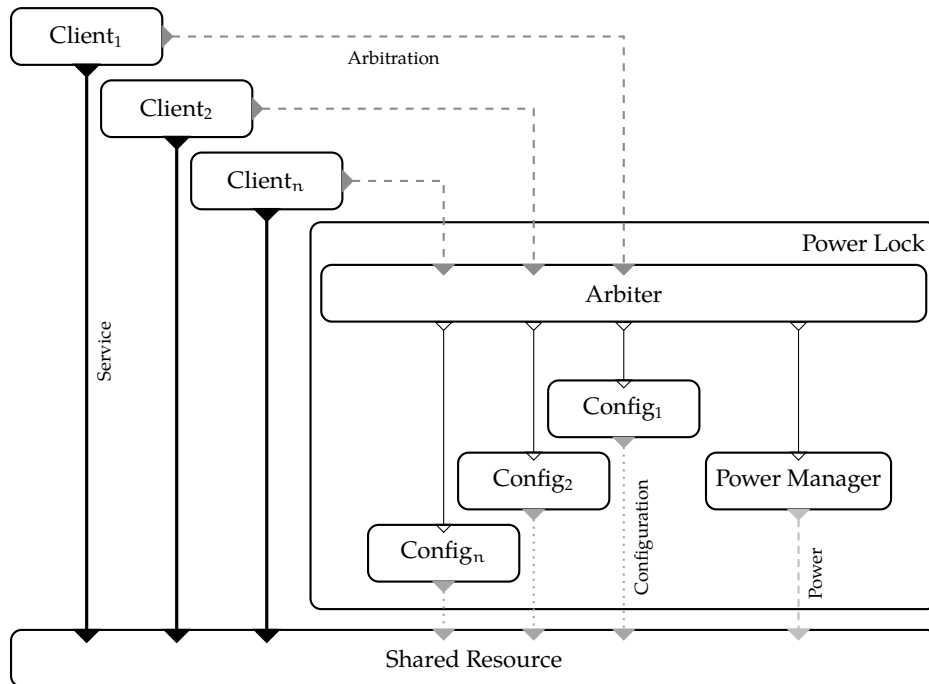 Client₁
Arbitration
Client₂
Clientₙ
Power Lock
Arbiter
Service
Config₁
Config₂
Power Manager
Configuration
Configₙ
Power
Shared Resource